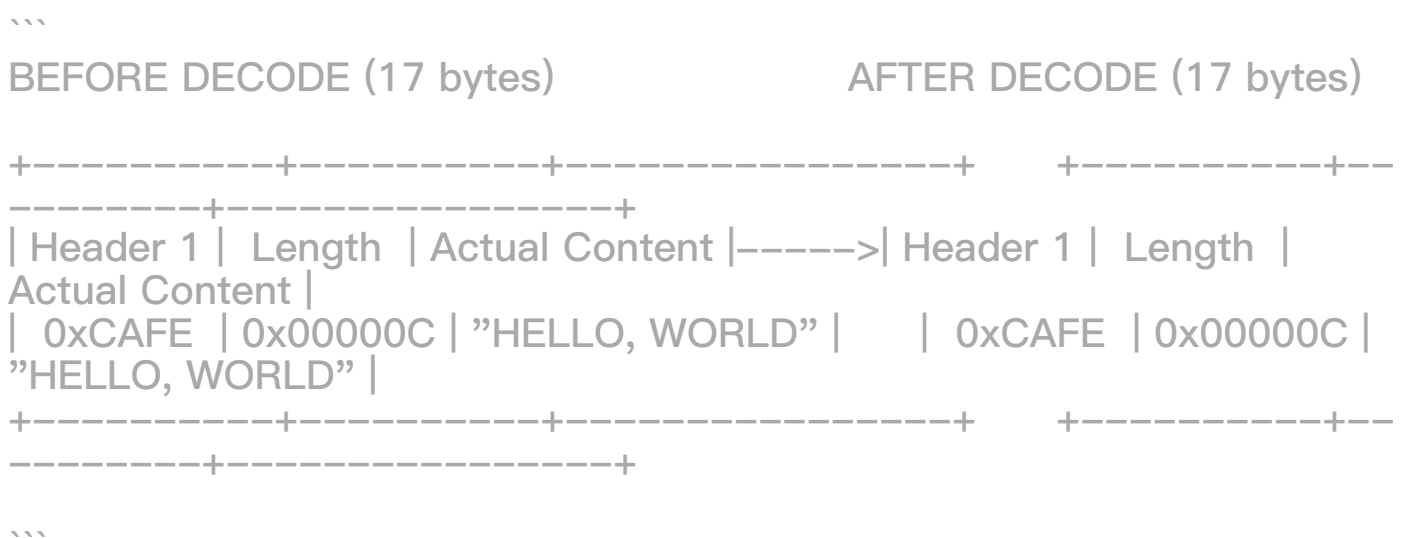 ```
BEFORE DECODE (17 bytes)                    AFTER DECODE (17 bytes)
+----------+----------+----------------+      +----------+--
--------+----------------+
| Header 1 |  Length  | Actual Content |----->| Header 1 |  Length  |
Actual Content |
|  0xCAFE  | 0x00000C | ”HELLO, WORLD” |      |  0xCAFE  | 0x00000C |
”HELLO, WORLD” |
+----------+----------+----------------+      +----------+--
--------+----------------+
```